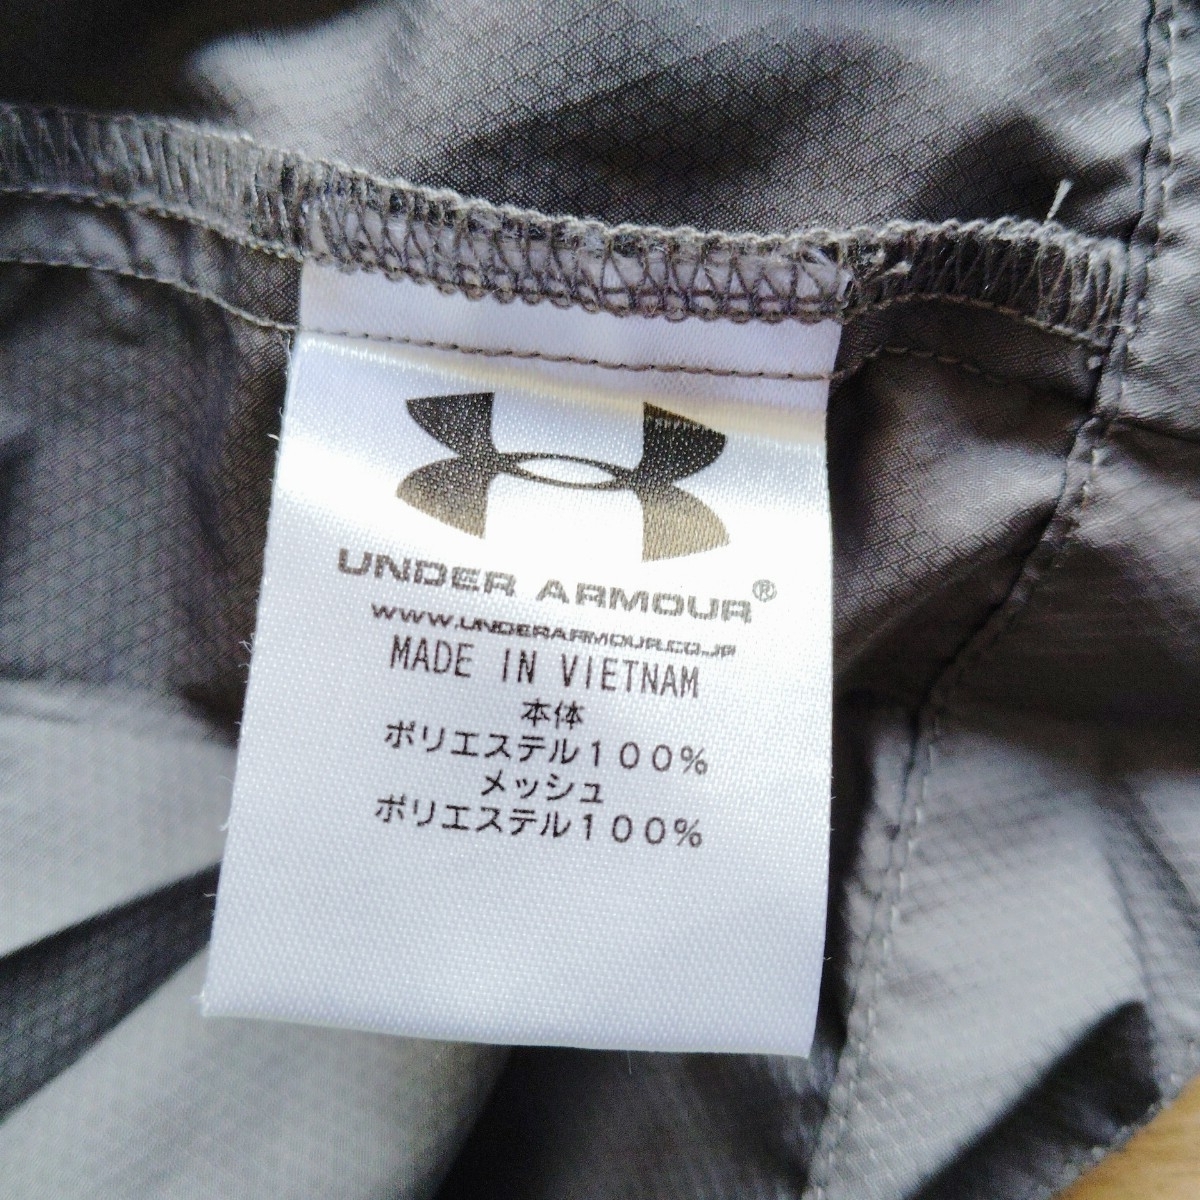 UNDER ARMOUR®
WWW.UNDERARMOUR.CO.JP
MADE IN VIETNAM
本体
ポリエステル１００％
メッシュ
ポリエステル１００％